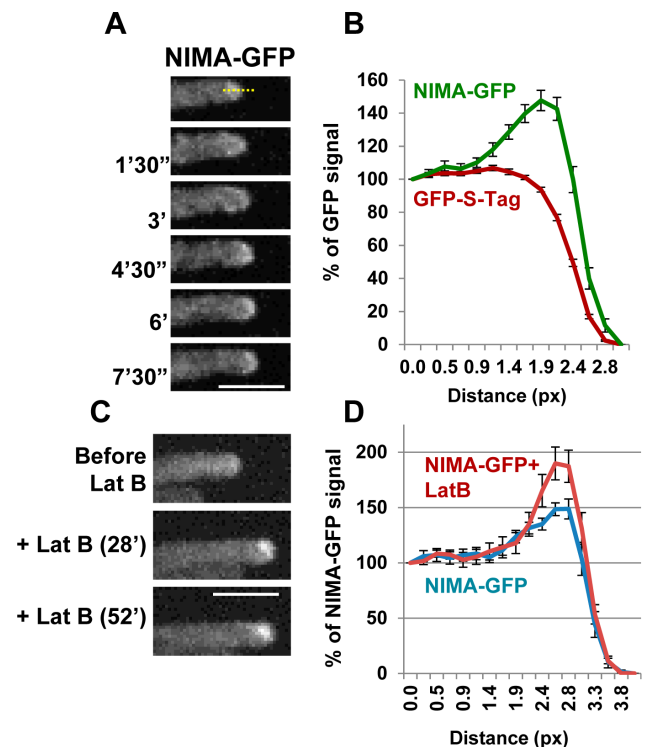 A
NIMA-GFP
1'30"
3'
4'30"
6'
7'30"
B
% of GFP signal
160
140
120
100
80
60
40
20
0
NIMA-GFP
GFP-S-Tag
0.0 0.5 0.9 1.4 1.9 2.4 2.8
Distance (px)
C
Before
Lat B
+ Lat B (28')
+ Lat B (52')
D
% of NIMA-GFP signal
200
150
100
50
0
NIMA-GFP+
LatB
NIMA-GFP
0.0 0.5 0.9 1.4 1.9 2.4 2.8 3.3 3.8
Distance (px)